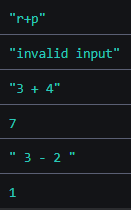 "r+p"
"invalid input"
"3 + 4"
7
" 3 - 2 "
1